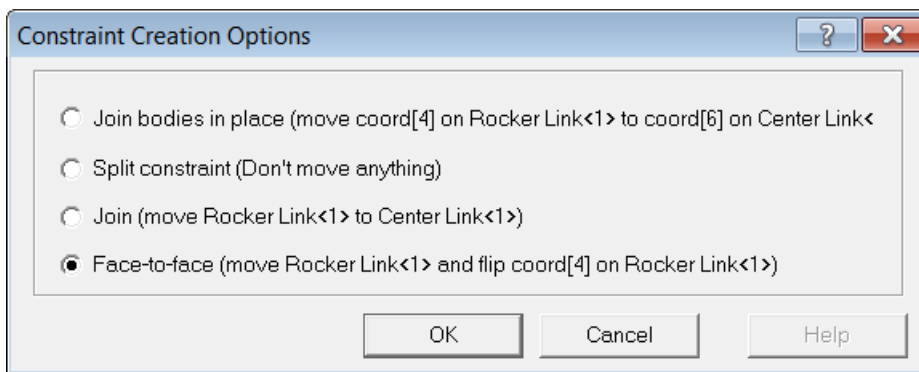 Constraint Creation Options
?
Join bodies in place (move coord[4] on Rocker Link<1> to coord[6] on Center Link<
Split constraint (Don't move anything)
Join (move Rocker Link<1> to Center Link<1>)
Face-to-face (move Rocker Link<1> and flip coord[4] on Rocker Link<1>)
OK Cancel Help